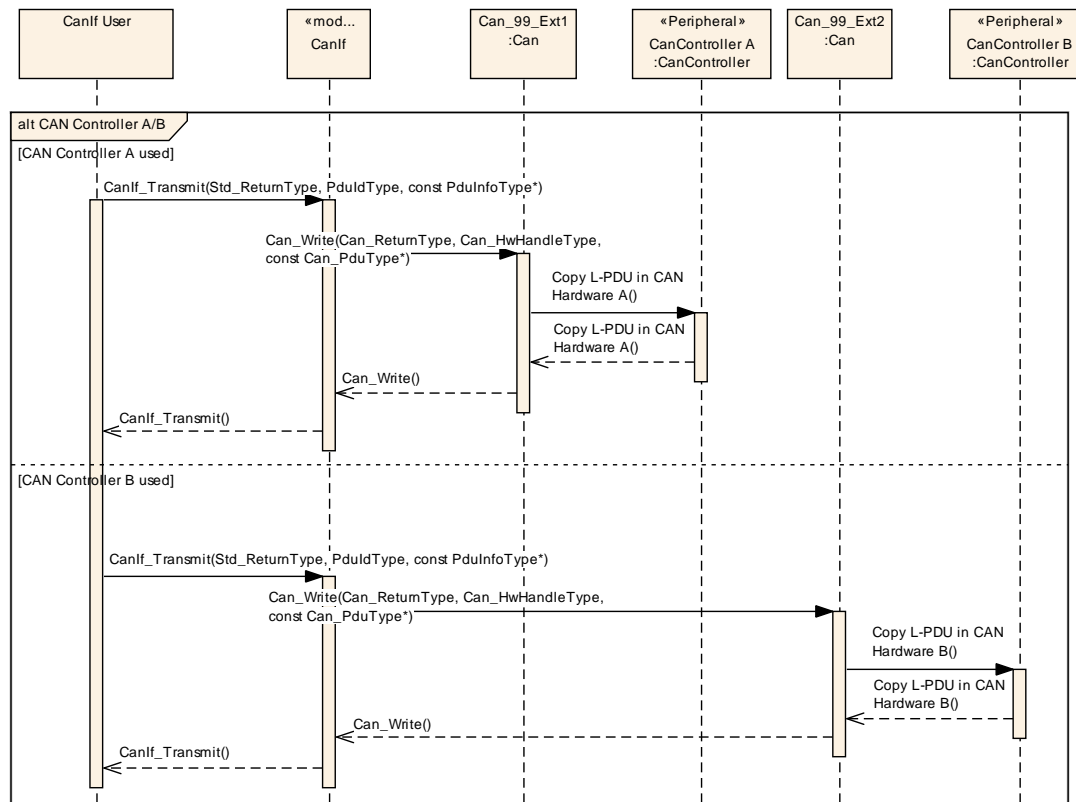 CanIf User
«mod...
CanIf
Can_99_Ext1
:Can
«Peripheral»
CanController A
:CanController
Can_99_Ext2
:Can
«Peripheral»
CanController B
:CanController
alt CAN Controller A/B
[CAN Controller A used]
CanIf_Transmit(Std_ReturnType, PduIdType, const PduInfoType*)
Can_Write(Can_ReturnType, Can_HwHandleType,
const Can_PduType*)
Copy L-PDU in CAN
Hardware A()
Copy L-PDU in CAN
Hardware A()
Can_Write()
CanIf_Transmit()
[CAN Controller B used]
CanIf_Transmit(Std_ReturnType, PduIdType, const PduInfoType*)
Can_Write(Can_ReturnType, Can_HwHandleType,
const Can_PduType*)
Copy L-PDU in CAN
Hardware B()
Copy L-PDU in CAN
Hardware B()
Can_Write()
CanIf_Transmit()